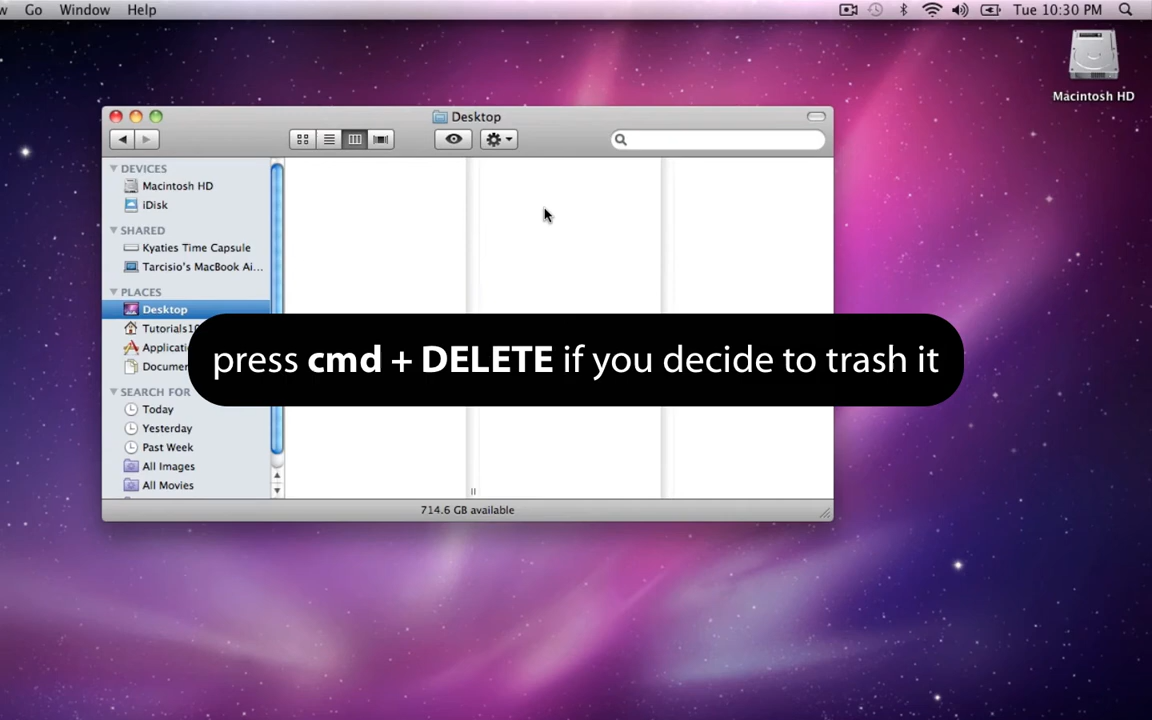 Go Window Help Tue 10:30 PM
Macintosh HD
Desktop
DEVICES
Macintosh HD
iDisk
SHARED
Kyaties Time Capsule
Tarcisio's MacBook Ai...
PLACES
Desktop
press cmd + DELETE if you decide to trash it
SEARCH FOR
Today
Yesterday
Past Week
All Images
All Movies
714.6 GB available